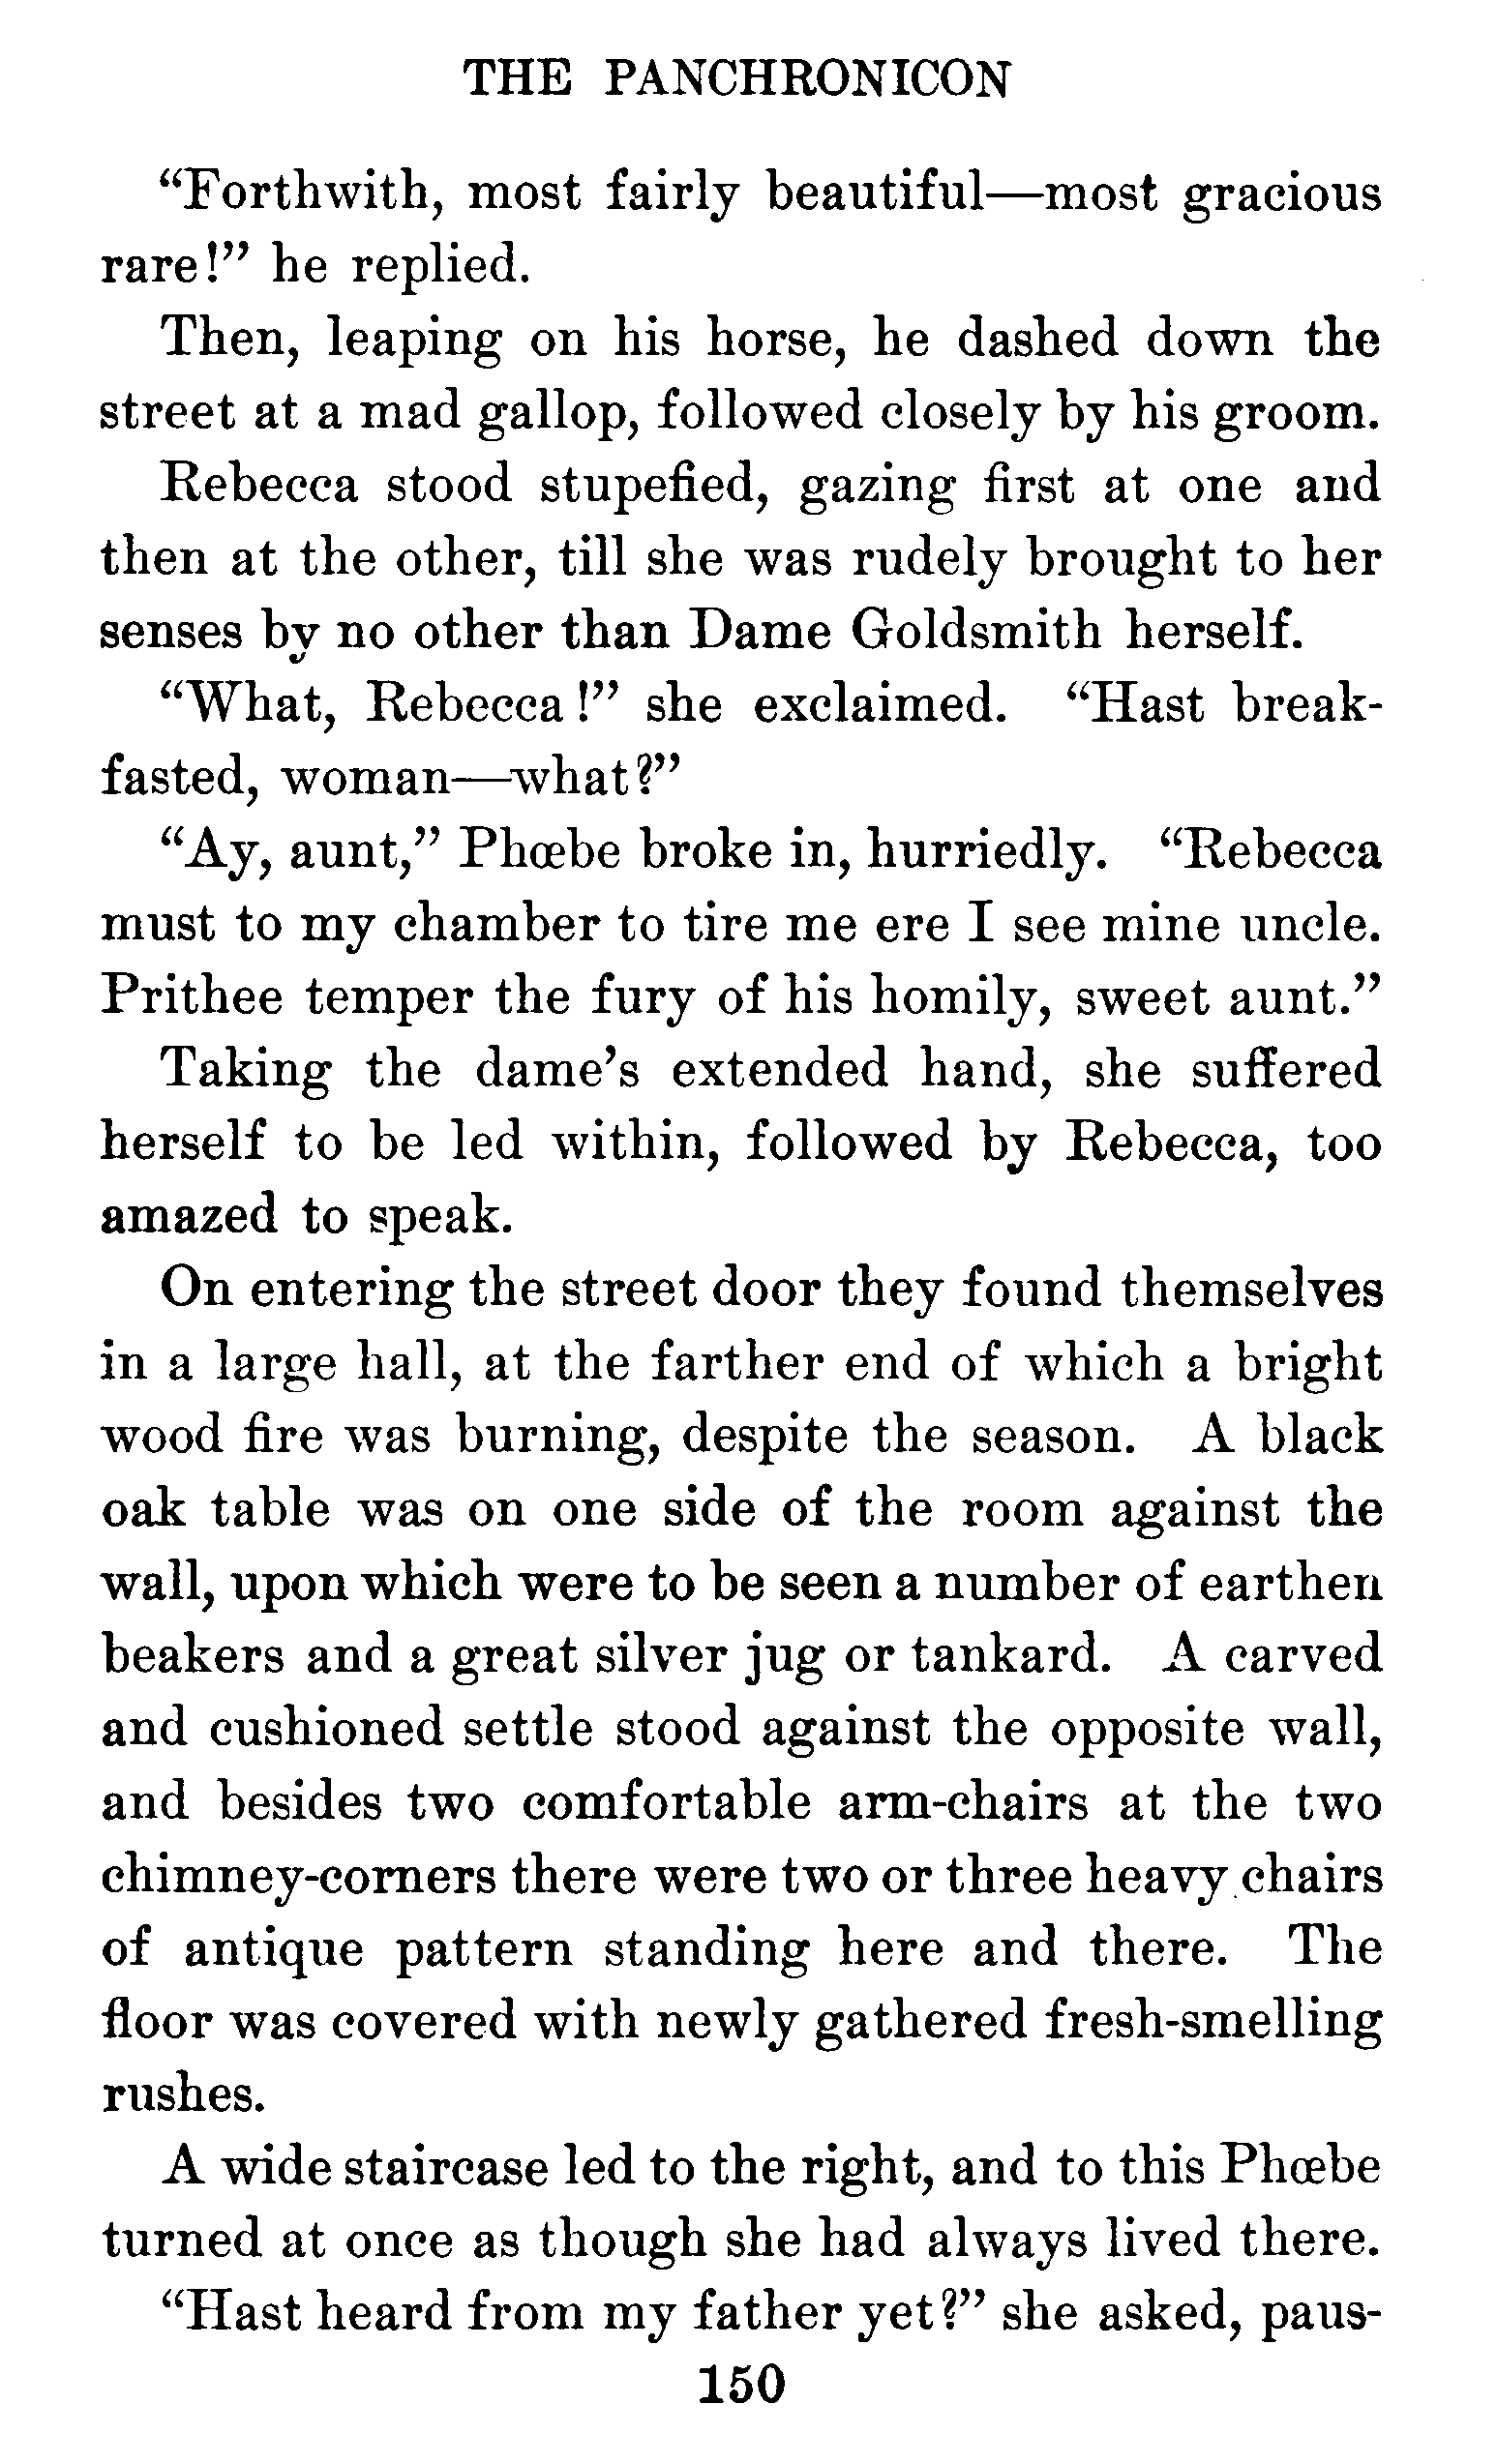 THE PANCHRONICON
“Forthwith, most fairly beautiful—most gracious
rare!” he replied.
Then, leaping on his horse, he dashed down the
street at a mad gallop, followed closely by his groom.
Rebecca stood stupefied, gazing first at one and
then at the other, till she was rudely brought to her
senses by no other than Dame Goldsmith herself.
“What, Rebecca!” she exclaimed. “Hast break-
fasted, woman—what?”
“Ay, aunt,” Phœbe broke in, hurriedly. “Rebecca
must to my chamber to tire me ere I see mine uncle.
Prithee temper the fury of his homily, sweet aunt.”
Taking the dame’s extended hand, she suffered
herself to be led within, followed by Rebecca, too
amazed to speak.
On entering the street door they found themselves
in a large hall, at the farther end of which a bright
wood fire was burning, despite the season. A black
oak table was on one side of the room against the
wall, upon which were to be seen a number of earthen
beakers and a great silver jug or tankard. A carved
and cushioned settle stood against the opposite wall,
and besides two comfortable arm-chairs at the two
chimney-corners there were two or three heavy chairs
of antique pattern standing here and there. The
floor was covered with newly gathered fresh-smelling
rushes.
A wide staircase led to the right, and to this Phœbe
turned at once as though she had always lived there.
“Hast heard from my father yet?” she asked, paus-
150